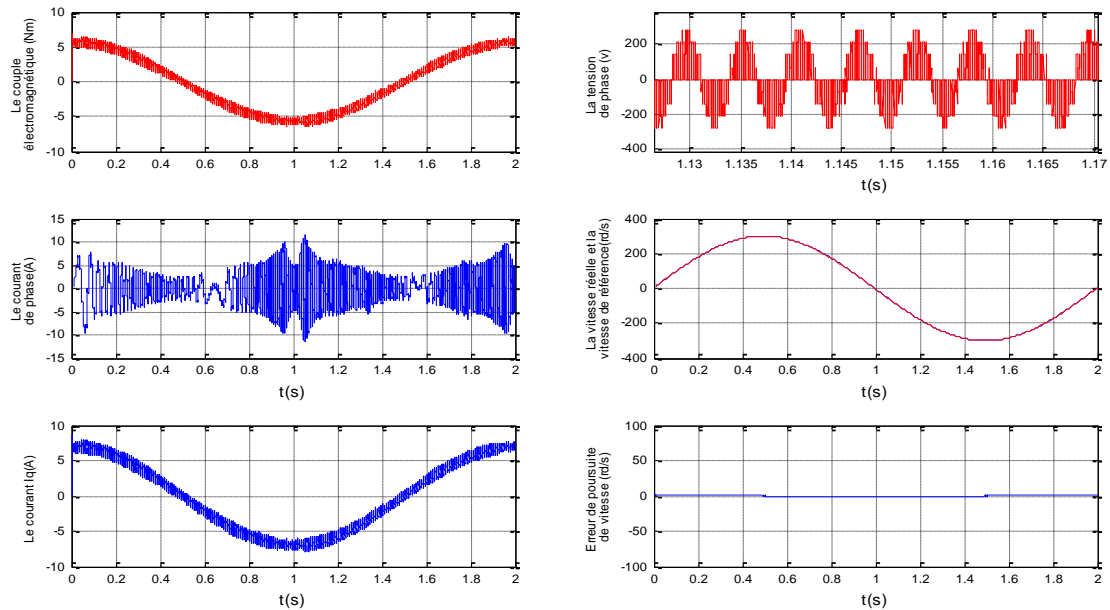 Le couple
électromagnétique (Nm)
10
5
0
-5
-10
0 0.2 0.4 0.6 0.8 1 1.2 1.4 1.6 1.8 2
t(s)
La tension
de phase (v)
200
0
-200
-400
1.13 1.135 1.14 1.145 1.15 1.155 1.16 1.165 1.17
t(s)
Le courant
de phase(A)
15
10
5
0
-5
-10
-15
0 0.2 0.4 0.6 0.8 1 1.2 1.4 1.6 1.8 2
t(s)
La vitesse réelle et la
vitesse de référence(rd/s)
400
200
0
-200
-400
0 0.2 0.4 0.6 0.8 1 1.2 1.4 1.6 1.8 2
t(s)
Le courant Iq(A)
10
5
0
-5
-10
0 0.2 0.4 0.6 0.8 1 1.2 1.4 1.6 1.8 2
t(s)
Erreur de poursuite
de vitesse (rd/s)
100
50
0
-50
-100
0 0.2 0.4 0.6 0.8 1 1.2 1.4 1.6 1.8 2
t(s)